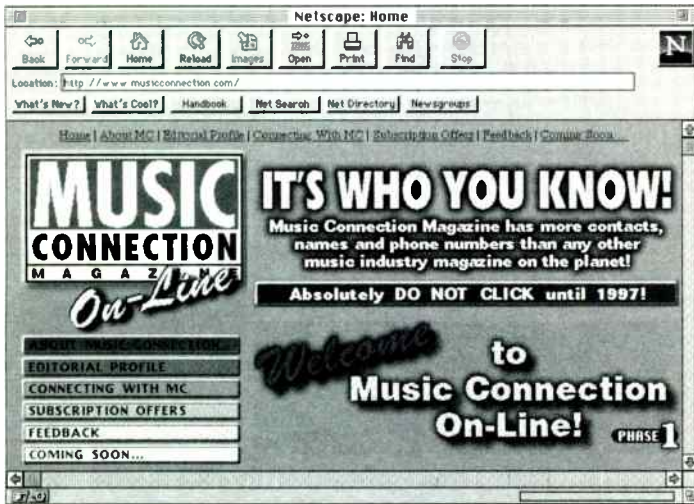 Netscape: Home
Back Forward Home Reload Images Open Print Find Stop
N
Location: http://www.musicconnection.com/
What's New? What's Cool? Handbook Net Search Net Directory Newsgroups
Home | About MC | Editorial Profile | Connecting With MC | Subscription Offers | Feedback | Coming Soon...
MUSIC
CONNECTION
MAGAZINE
On-Line
IT'S WHO YOU KNOW!
Music Connection Magazine has more contacts,
names and phone numbers than any other
music industry magazine on the planet!
Absolutely DO NOT CLICK until 1997!
ABOUT MUSIC CONNECTION...
EDITORIAL PROFILE
CONNECTING WITH MC
SUBSCRIPTION OFFERS
FEEDBACK
COMING SOON...
Welcome to
Music Connection
On-Line!
PHASE 1